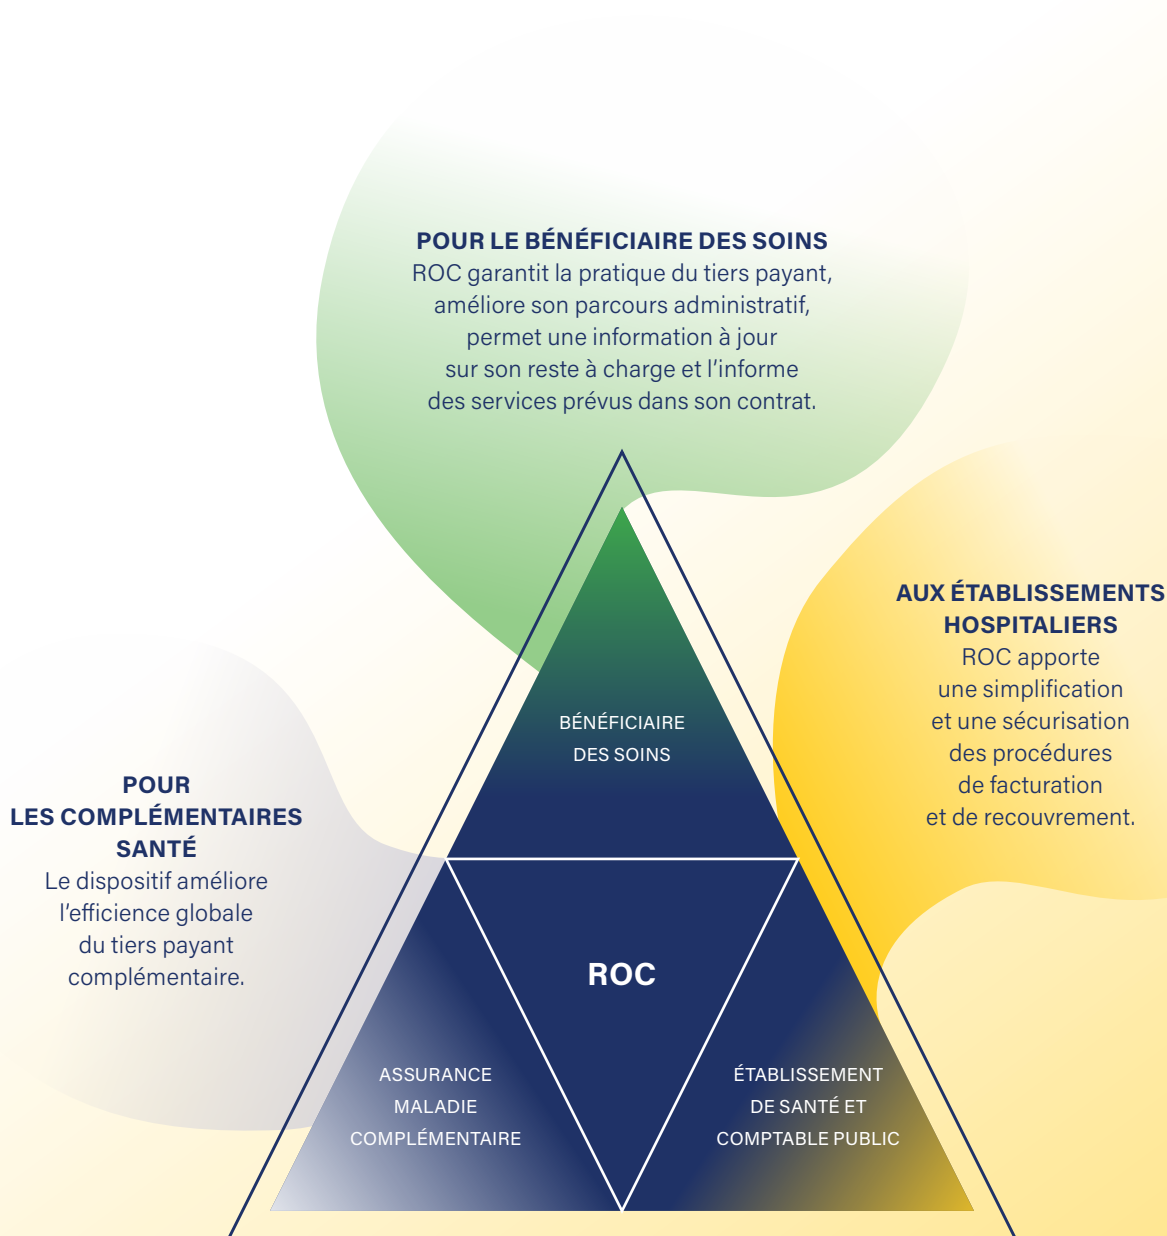 POUR LE BÉNÉFICIAIRE DES SOINS
ROC garantit la pratique du tiers payant,
améliore son parcours administratif,
permet une information à jour
sur son reste à charge et l'informe
des services prévus dans son contrat.
AUX ÉTABLISSEMENTS
HOSPITALIERS
ROC apporte
une simplification
et une sécurisation
des procédures
de facturation
et de recouvrement.
POUR
LES COMPLÉMENTAIRES
SANTÉ
Le dispositif améliore
l'efficience globale
du tiers payant
complémentaire.
BÉNÉFICIAIRE
DES SOINS
ROC
ASSURANCE
MALADIE
COMPLÉMENTAIRE
ÉTABLISSEMENT
DE SANTÉ ET
COMPTABLE PUBLIC